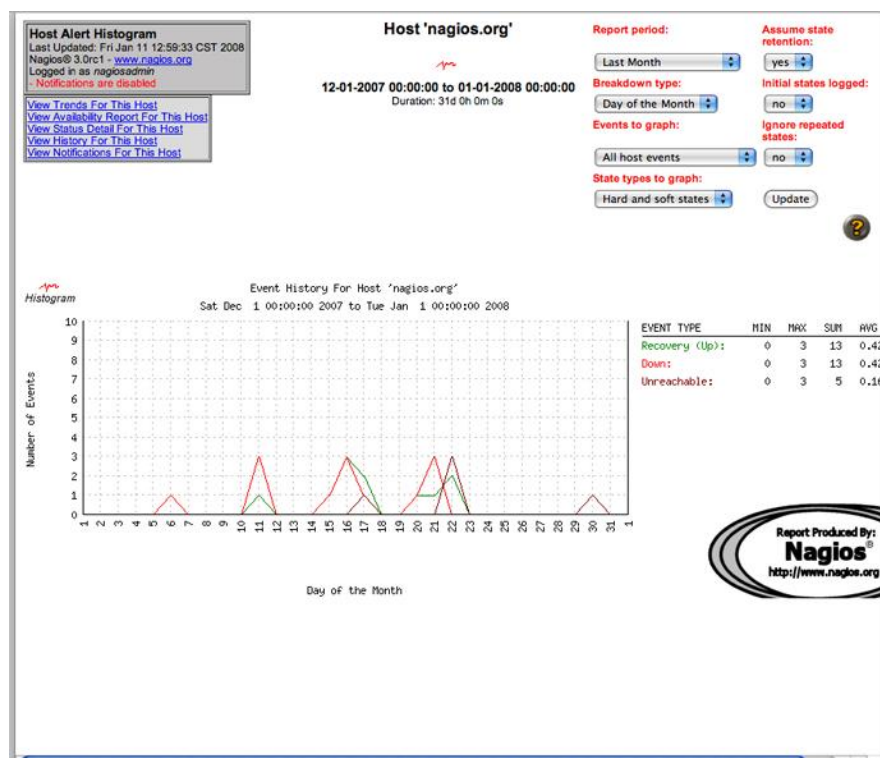 Host Alert Histogram
Last Updated: Fri Jan 11 12:59:33 CST 2008
Nagios® 3.0rc1 - www.nagios.org
Logged in as nagiosadmin
- Notifications are disabled
View Trends For This Host
View Availability Report For This Host
View Status Detail For This Host
View History For This Host
View Notifications For This Host
Host 'nagios.org'
12-01-2007 00:00:00 to 01-01-2008 00:00:00
Duration: 31d 0h 0m 0s
Report period:
Last Month
Breakdown type:
Day of the Month
Events to graph:
All host events
State types to graph:
Hard and soft states
Assume state
retention:
yes
Initial states logged:
no
Ignore repeated
states:
no
Update
?
Histogram
Event History For Host 'nagios.org'
Sat Dec 1 00:00:00 2007 to Tue Jan 1 00:00:00 2008
Number of Events
10
9
8
7
6
5
4
3
2
1
0
1 2 3 4 5 6 7 8 9 10 11 12 13 14 15 16 17 18 19 20 21 22 23 24 25 26 27 28 29 30 31 1
Day of the Month
EVENT TYPE MIN MAX SUM AVG
Recovery (Up): 0 3 13 0.42
Down: 0 3 13 0.42
Unreachable: 0 3 5 0.16
Report Produced By:
Nagios®
http://www.nagios.org